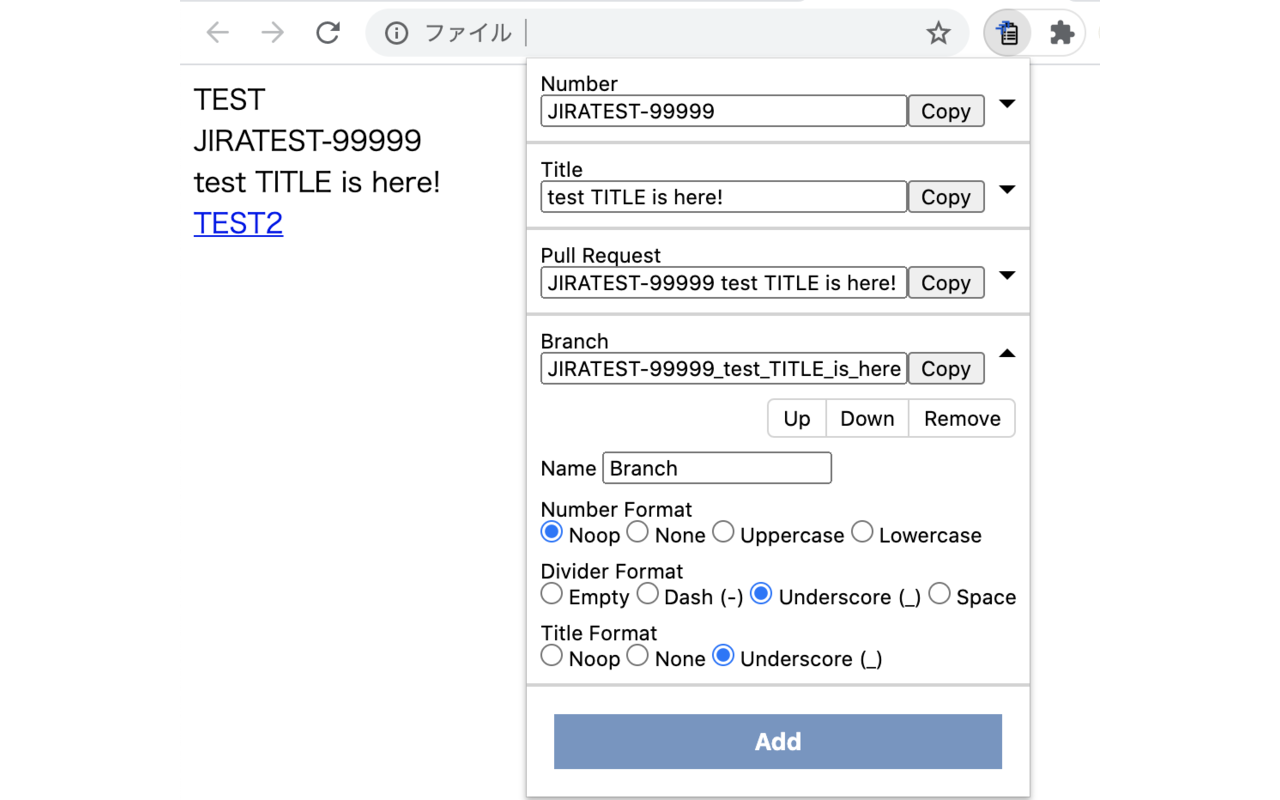 ファイル
TEST
JIRATEST-99999
test TITLE is here!
TEST2
Number
JIRATEST-99999 Copy
Title
test TITLE is here! Copy
Pull Request
JIRATEST-99999 test TITLE is here! Copy
Branch
JIRATEST-99999_test_TITLE_is_here Copy
Up Down Remove
Name Branch
Number Format
Noop None Uppercase Lowercase
Divider Format
Empty Dash (-) Underscore (_) Space
Title Format
Noop None Underscore (_)
Add